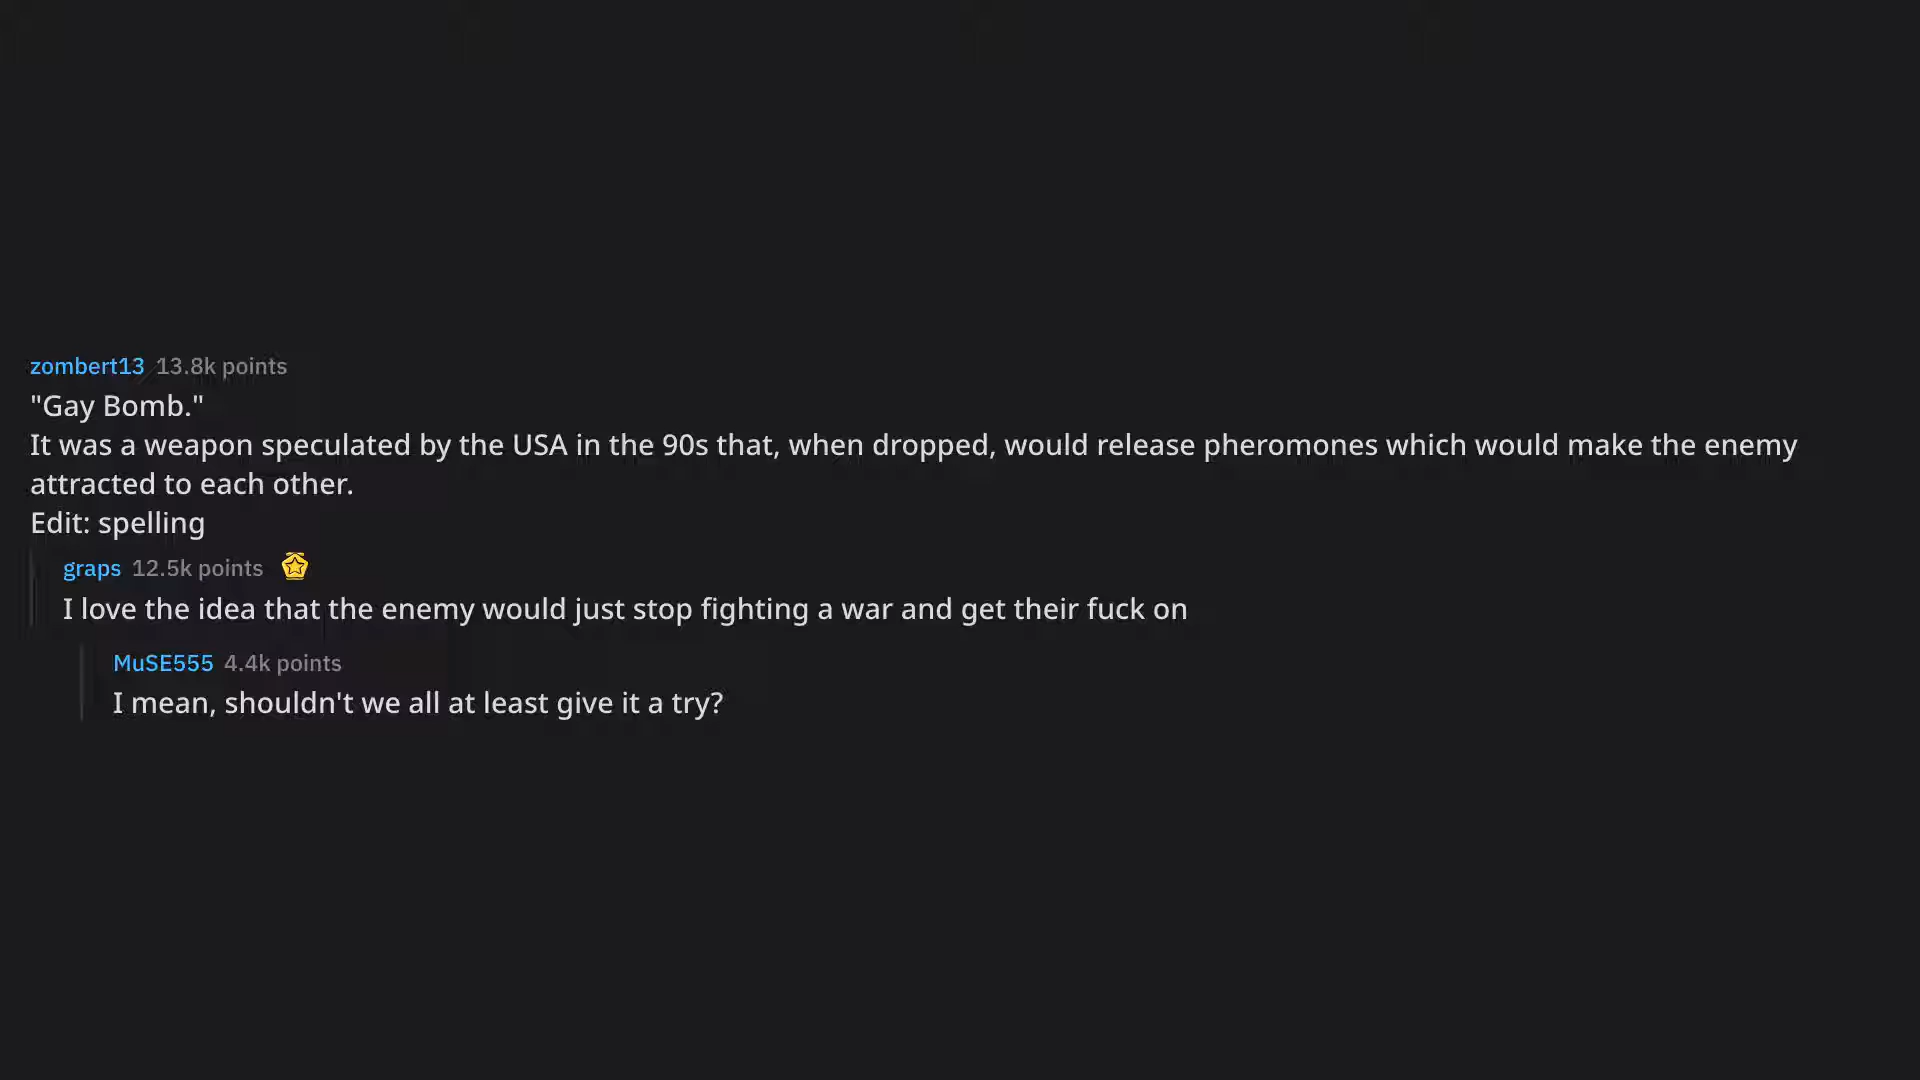 zombert13 13.8k points
"Gay Bomb."
It was a weapon speculated by the USA in the 90s that, when dropped, would release pheromones which would make the enemy
attracted to each other.
Edit: spelling
graps 12.5k points
I love the idea that the enemy would just stop fighting a war and get their fuck on
MuSE555 4.4k points
I mean, shouldn't we all at least give it a try?